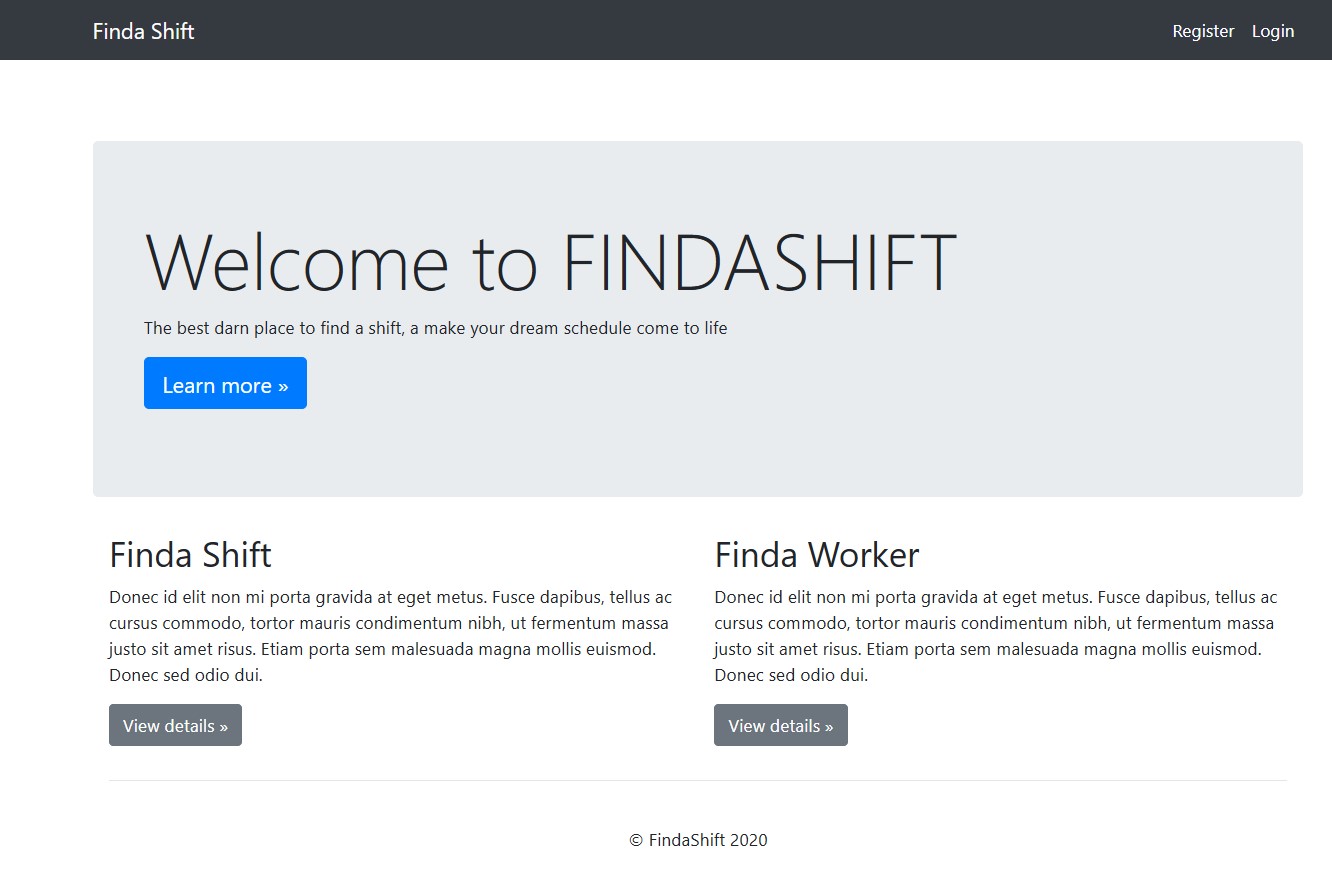 Finda Shift
Register Login
Welcome to FINDASHIFT
The best darn place to find a shift, a make your dream schedule come to life
Learn more »
Finda Shift
Donec id elit non mi porta gravida at eget metus. Fusce dapibus, tellus ac
cursus commodo, tortor mauris condimentum nibh, ut fermentum massa
justo sit amet risus. Etiam porta sem malesuada magna mollis euismod.
Donec sed odio dui.
View details »
Finda Worker
Donec id elit non mi porta gravida at eget metus. Fusce dapibus, tellus ac
cursus commodo, tortor mauris condimentum nibh, ut fermentum massa
justo sit amet risus. Etiam porta sem malesuada magna mollis euismod.
Donec sed odio dui.
View details »
© FindaShift 2020